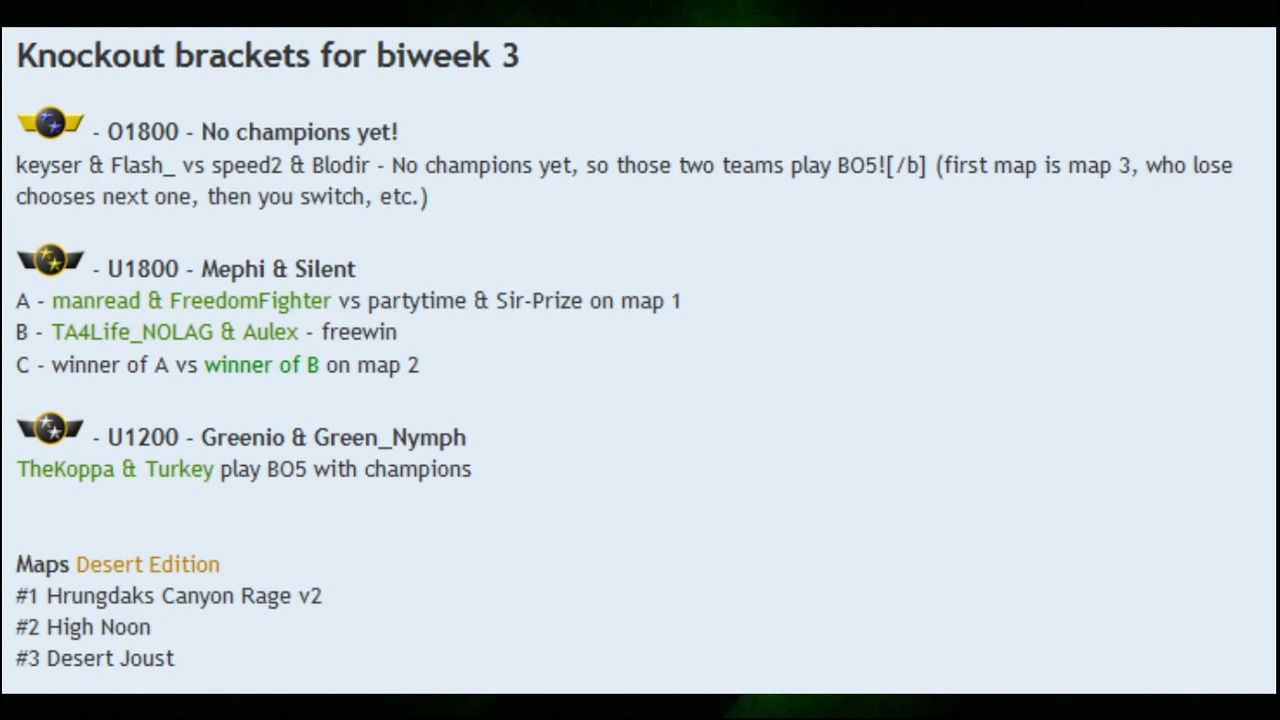 Knockout brackets for biweek 3
- O1800 - No champions yet!
keyser & Flash_ vs speed2 & Blodir - No champions yet, so those two teams play BO5![/b] (first map is map 3, who lose
chooses next one, then you switch, etc.)
- U1800 - Mephi & Silent
A - manread & FreedomFighter vs partytime & Sir-Prize on map 1
B - TA4Life_NOLAG & Aulex - freewin
C - winner of A vs winner of B on map 2
- U1200 - Greenio & Green_Nymph
TheKoppa & Turkey play BO5 with champions
Maps Desert Edition
#1 Hrungdaks Canyon Rage v2
#2 High Noon
#3 Desert Joust